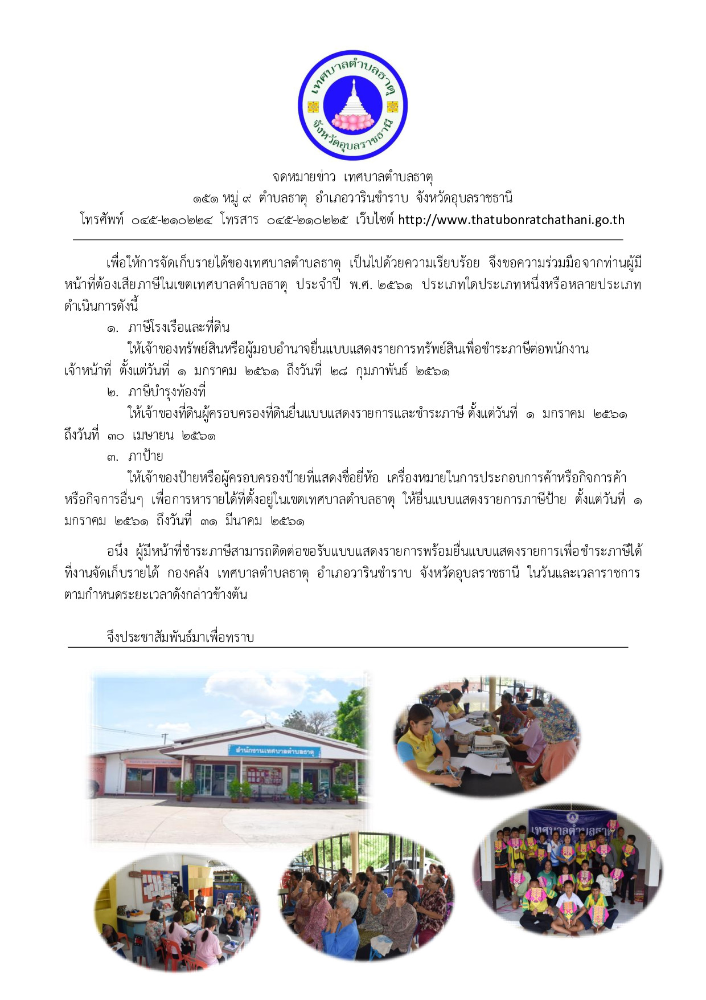 เทศบาลตำบลธาตุ
จังหวัดอุบลราชธานี
จดหมายข่าว เทศบาลตำบลธาตุ
๑๕๑ หมู่ ๙ ตำบลธาตุ อำเภอวารินชำราบ จังหวัดอุบลราชธานี
โทรศัพท์ ๐๔๕-๒๑๐๒๒๔ โทรสาร ๐๔๕-๒๑๐๒๒๕ เว๊บไซต์ http://www.thatubonratchathani.go.th
เพื่อให้การจัดเก็บรายได้ของเทศบาลตำบลธาตุ เป็นไปด้วยความเรียบร้อย จึงขอความร่วมมือจากท่านผู้มี
หน้าที่ต้องเสียภาษีในเขตเทศบาลตำบลธาตุ ประจำปี พ.ศ. ๒๕๖๑ ประเภทใดประเภทหนึ่งหรือหลายประเภท
ดำเนินการดังนี้
๑. ภาษีโรงเรือและที่ดิน
ให้เจ้าของทรัพย์สินหรือผู้มอบอำนาจยื่นแบบแสดงรายการทรัพย์สินเพื่อชำระภาษีต่อพนักงาน
เจ้าหน้าที่ ตั้งแต่วันที่ ๑ มกราคม ๒๕๖๑ ถึงวันที่ ๒๘ กุมภาพันธ์ ๒๕๖๑
๒. ภาษีบำรุงท้องที่
ให้เจ้าของที่ดินผู้ครอบครองที่ดินยื่นแบบแสดงรายการและชำระภาษี ตั้งแต่วันที่ ๑ มกราคม ๒๕๖๑
ถึงวันที่ ๓๐ เมษายน ๒๕๖๑
๓. ภาป้าย
ให้เจ้าของป้ายหรือผู้ครอบครองป้ายที่แสดงชื่อยี่ห้อ เครื่องหมายในการประกอบการค้าหรือกิจการค้า
หรือกิจการอื่นๆ เพื่อการหารายได้ที่ตั้งอยู่ในเขตเทศบาลตำบลธาตุ ให้ยื่นแบบแสดงรายการภาษีป้าย ตั้งแต่วันที่ ๑
มกราคม ๒๕๖๑ ถึงวันที่ ๓๑ มีนาคม ๒๕๖๑
อนึ่ง ผู้มีหน้าที่ชำระภาษีสามารถติดต่อขอรับแบบแสดงรายการพร้อมยื่นแบบแสดงรายการเพื่อชำระภาษีได้
ที่งานจัดเก็บรายได้ กองคลัง เทศบาลตำบลธาตุ อำเภอวารินชำราบ จังหวัดอุบลราชธานี ในวันและเวลาราชการ
ตามกำหนดระยะเวลาดังกล่าวข้างต้น
จึงประชาสัมพันธ์มาเพื่อทราบ
สำนักงานเทศบาลตำบลธาตุ
เทศบาลตำบลธาตุ